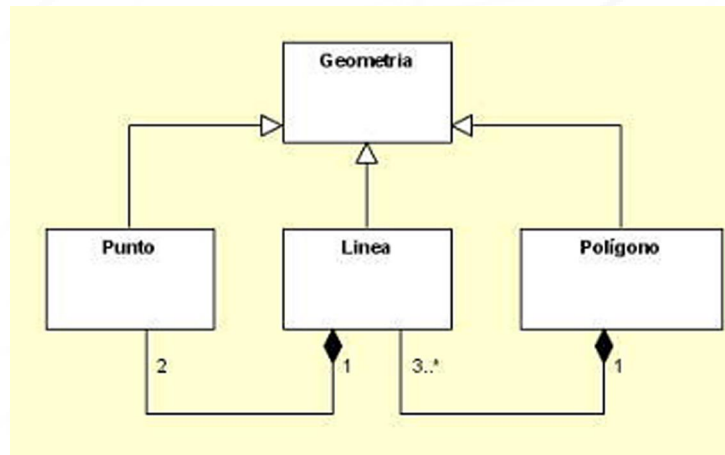 Geometria
Punto
Linea
Polígono
2
1
3..*
1